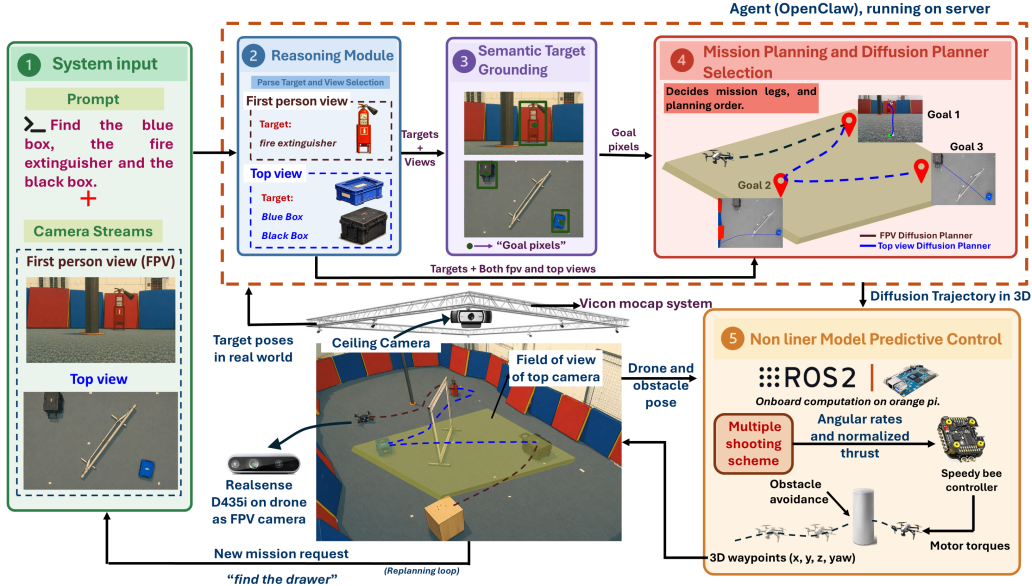 Agent (OpenClaw), running on server
1 System input
Prompt
>_ Find the blue
box, the fire
extinguisher and the
black box.
+
Camera Streams
First person view (FPV)
Top view
2 Reasoning Module
Parse Target and View Selection
First person view
Target:
fire extinguisher
Top view
Target:
Blue Box
Black Box
Targets
+
Views
3 Semantic Target
Grounding
"Goal pixels"
Goal
pixels
4 Mission Planning and Diffusion Planner
Selection
Decides mission legs, and
planning order.
Goal 1
Goal 3
Goal 2
FPV Diffusion Planner
Top view Diffusion Planner
Targets + Both fpv and top views
Diffusion Trajectory in 3D
Target poses
in real world
Vicon mocap system
Ceiling Camera
Field of view
of top camera
Drone and
obstacle
pose
Realsense
D435i on drone
as FPV camera
5 Non liner Model Predictive Control
ROS2
Onboard computation on orange pi.
Multiple
shooting
scheme
Angular rates
and normalized
thrust
Speedy bee
controller
Obstacle
avoidance
Motor torques
3D waypoints (x, y, z, yaw)
New mission request
(Replanning loop)
"find the drawer"